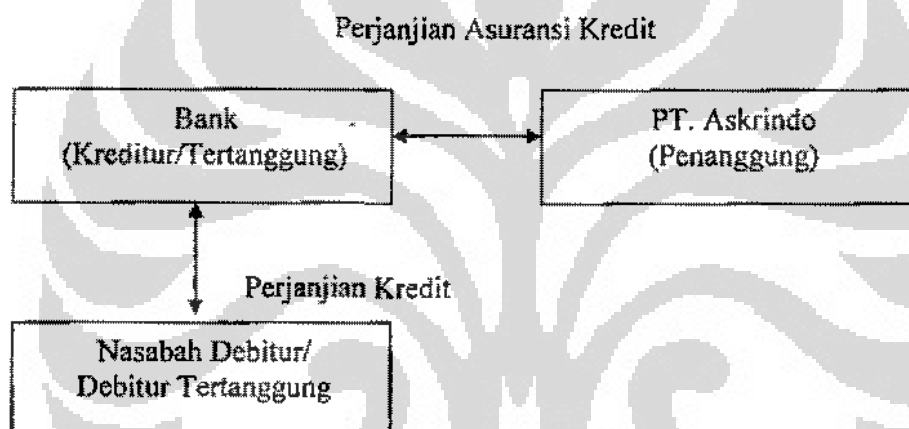 Perjanjian Asuransi Kredit
Bank
(Kreditur/Tertanggung)
PT. Askrindo
(Penanggung)
Perjanjian Kredit
Nasabah Debitur/
Debitur Tertanggung